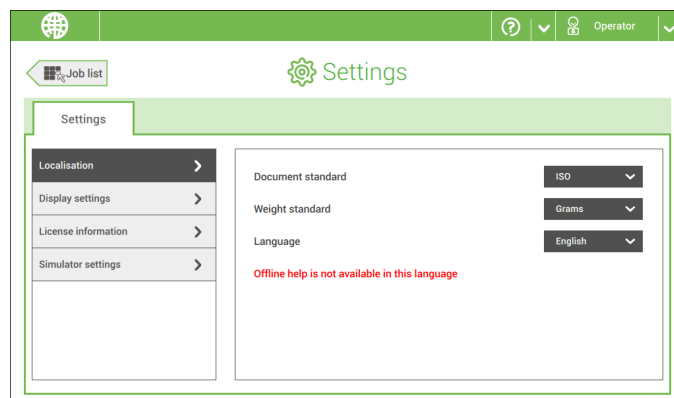 Operator
Job list
Settings
Settings
Localisation
Display settings
License information
Simulator settings
Document standard
ISO
Weight standard
Grams
Language
English
Offline help is not available in this language